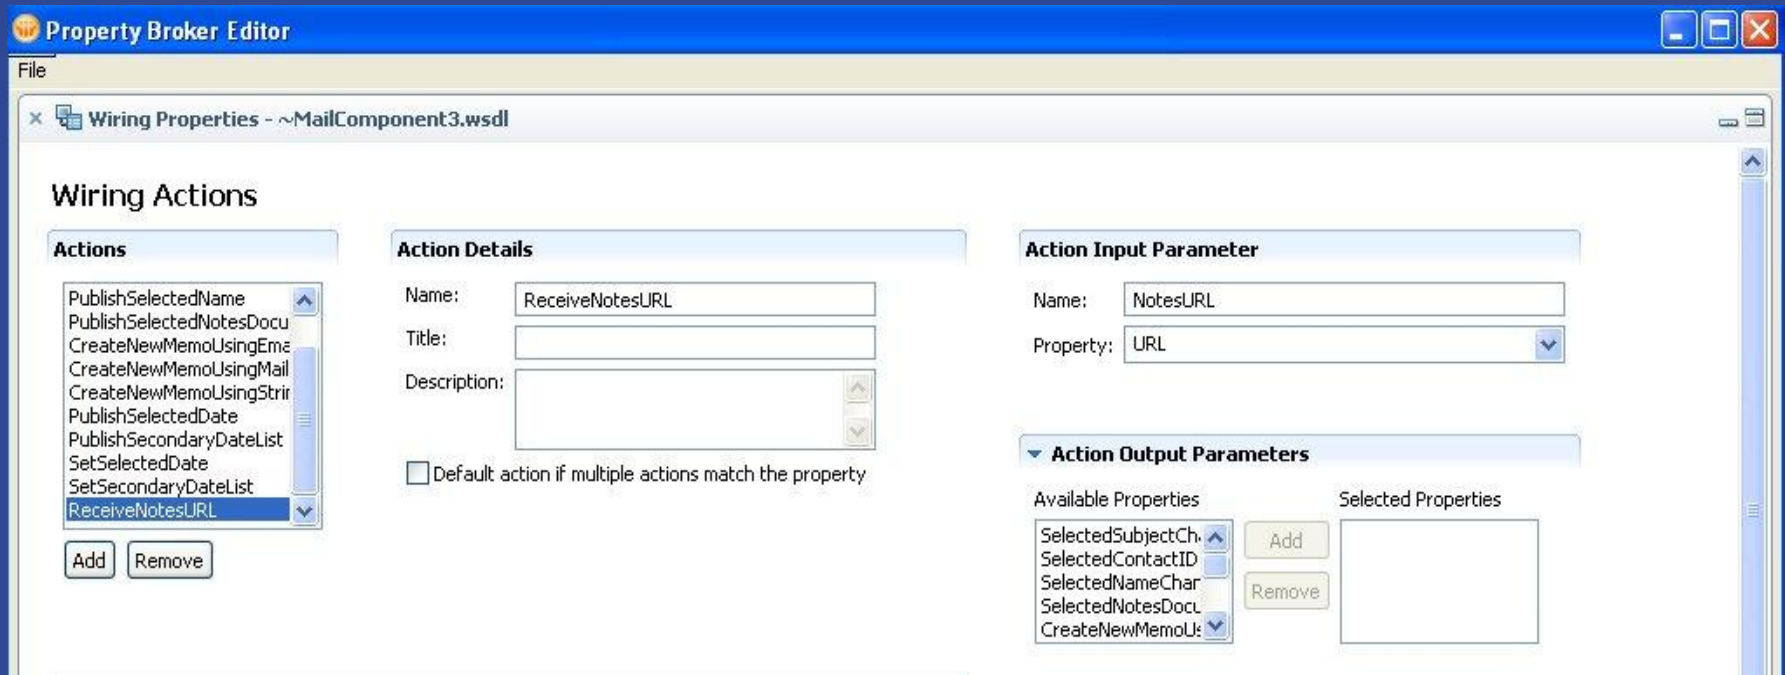 Property Broker Editor
File
Wiring Properties - ~MailComponent3.wsdl
Wiring Actions
Actions
PublishSelectedName
PublishSelectedNotesDocu
CreateNewMemoUsingEma
CreateNewMemoUsingMail
CreateNewMemoUsingStrin
PublishSelectedDate
PublishSecondaryDateList
SetSelectedDate
SetSecondaryDateList
ReceiveNotesURL
Add Remove
Action Details
Name: ReceiveNotesURL
Title:
Description:
Default action if multiple actions match the property
Action Input Parameter
Name: NotesURL
Property: URL
Action Output Parameters
Available Properties
SelectedSubjectCh
SelectedContactID
SelectedNameChar
SelectedNotesDocu
CreateNewMemoUs
Add
Remove
Selected Properties